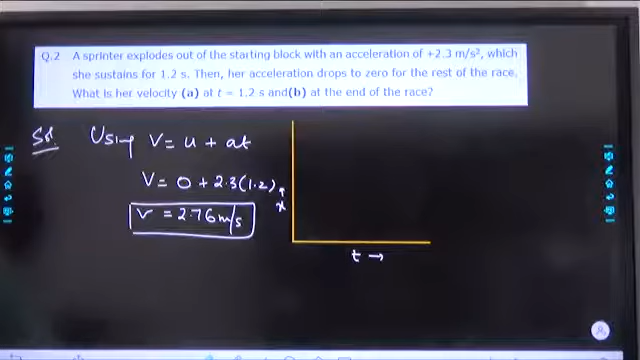 Q.2 A sprinter explodes out of the starting block with an acceleration of +2.3 m/s², which
she sustains for 1.2 s. Then, her acceleration drops to zero for the rest of the race.
What is her velocity (a) at t = 1.2 s and(b) at the end of the race?
Sol. Using V = u + at
V = 0 + 2.3(1.2)
V = 2.76 m/s
↑
x
t →